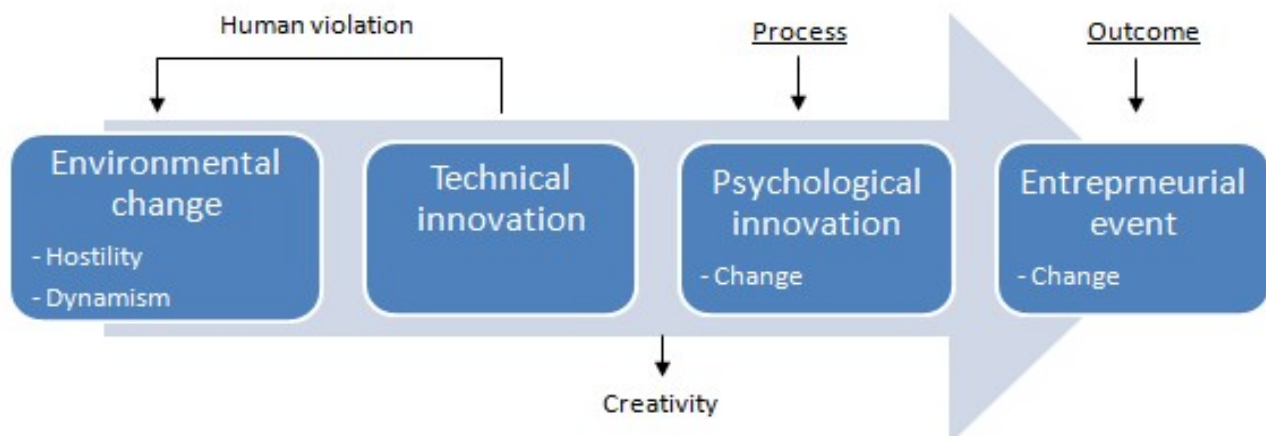 Human violation
Process
Outcome
Environmental
change
- Hostility
- Dynamism
Technical
innovation
Psychological
innovation
- Change
Entreprneurial
event
- Change
Creativity